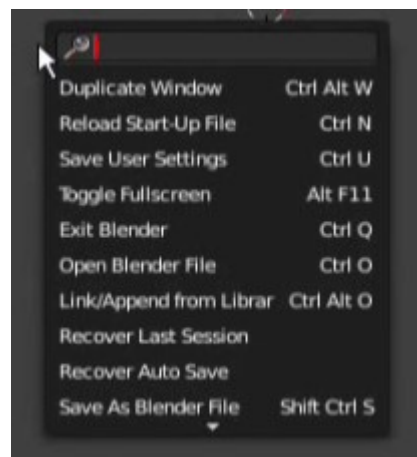 Duplicate Window Ctrl Alt W
Reload Start-Up File Ctrl N
Save User Settings Ctrl U
Toggle Fullscreen Alt F11
Exit Blender Ctrl Q
Open Blender File Ctrl O
Link/Append from Librar Ctrl Alt O
Recover Last Session
Recover Auto Save
Save As Blender File Shift Ctrl S